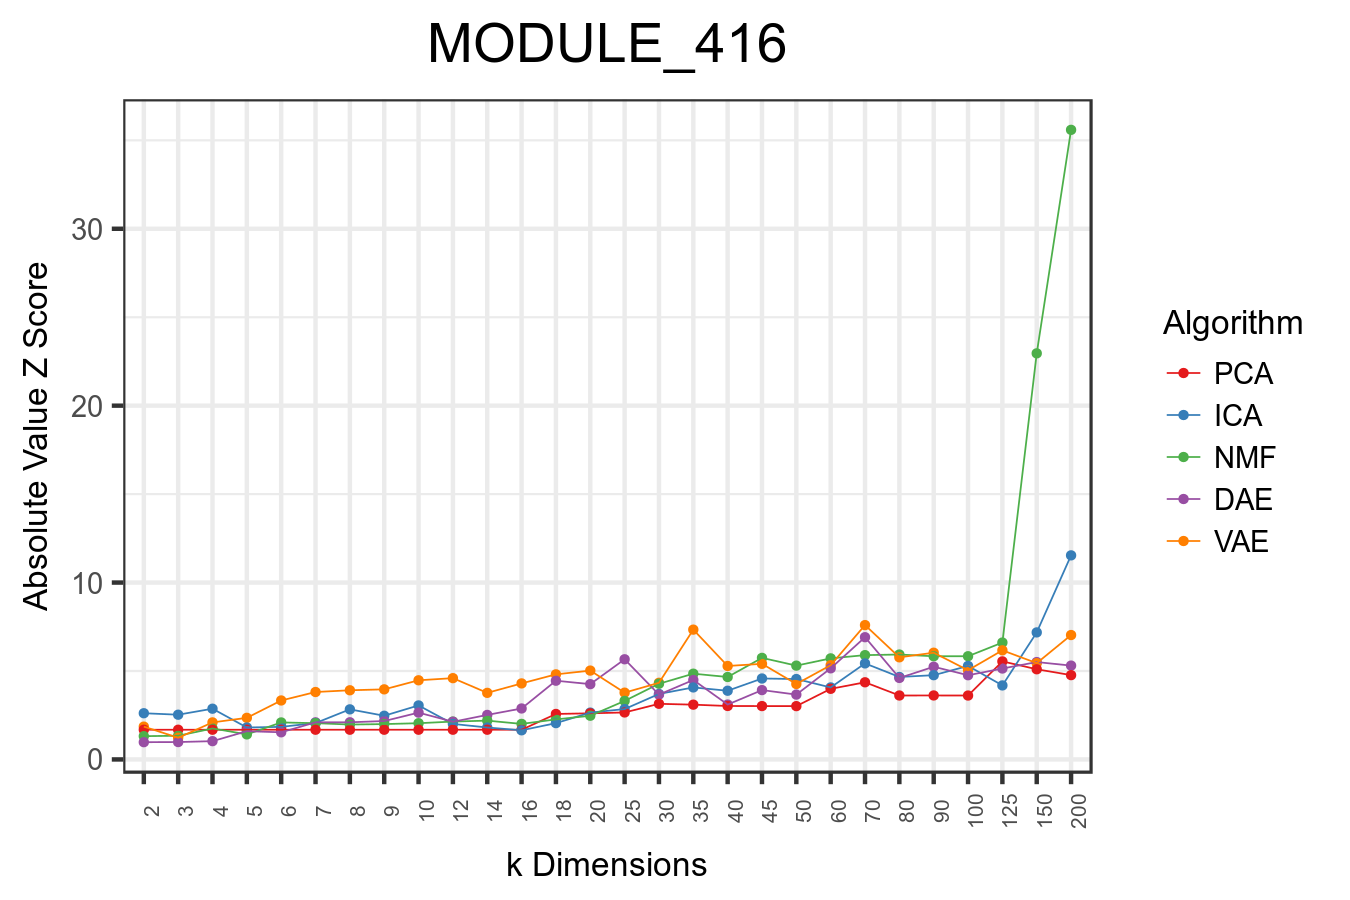 MODULE_416
Absolute Value Z Score
30
20
10
0
2 3 4 5 6 7 8 9 10 12 14 16 18 20 25 30 35 40 45 50 60 70 80 90 100 125 150 200
k Dimensions
Algorithm
PCA
ICA
NMF
DAE
VAE